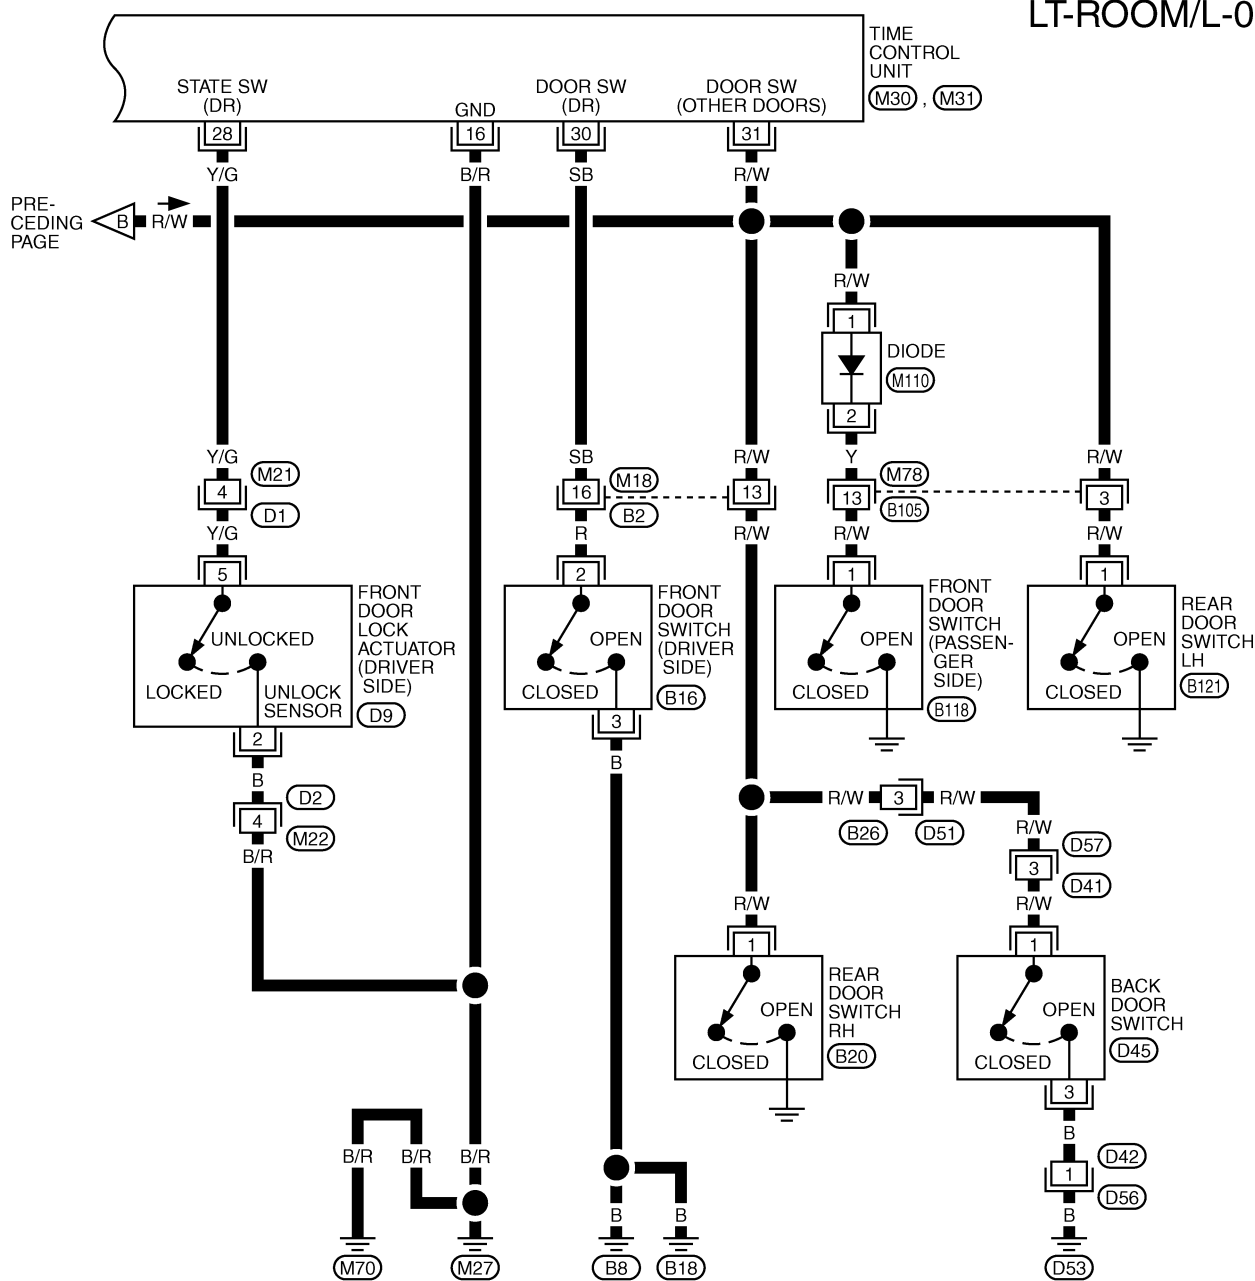 LT-ROOM/L-0
TIME
CONTROL
UNIT
M30 , M31
STATE SW
(DR)
GND
DOOR SW
(DR)
DOOR SW
(OTHER DOORS)
28 16 30 31
Y/G B/R SB R/W
PRE-
CEDING
PAGE
B R/W
R/W
1
DIODE
M110
2
Y/G SB R/W Y R/W
M21 M18 M78
4 16 13 13 3
D1 B2 B105
Y/G R R/W R/W R/W
5 2 1 1
UNLOCKED
LOCKED
UNLOCK
SENSOR
FRONT
DOOR
LOCK
ACTUATOR
(DRIVER
SIDE)
D9
OPEN
CLOSED
FRONT
DOOR
SWITCH
(DRIVER
SIDE)
B16
OPEN
CLOSED
FRONT
DOOR
SWITCH
(PASSEN-
GER
SIDE)
B118
OPEN
CLOSED
REAR
DOOR
SWITCH
LH
B121
2 3
B B
D2
4
M22
B/R
R/W 3 R/W
B26 D51
R/W
D57
3
D41
R/W R/W
1 1
OPEN
CLOSED
REAR
DOOR
SWITCH
RH
B20
OPEN
CLOSED
BACK
DOOR
SWITCH
D45
3
B
D42
1
D56
B
B/R B/R B/R
B B
M70 M27 B8 B18 D53